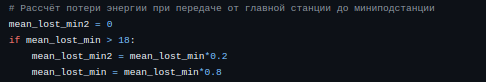 # Рассчёт потери энергии при передаче от главной станции до миниподстанции
mean_lost_min2 = 0
if mean_lost_min > 18:
    mean_lost_min2 = mean_lost_min*0.2
    mean_lost_min = mean_lost_min*0.8